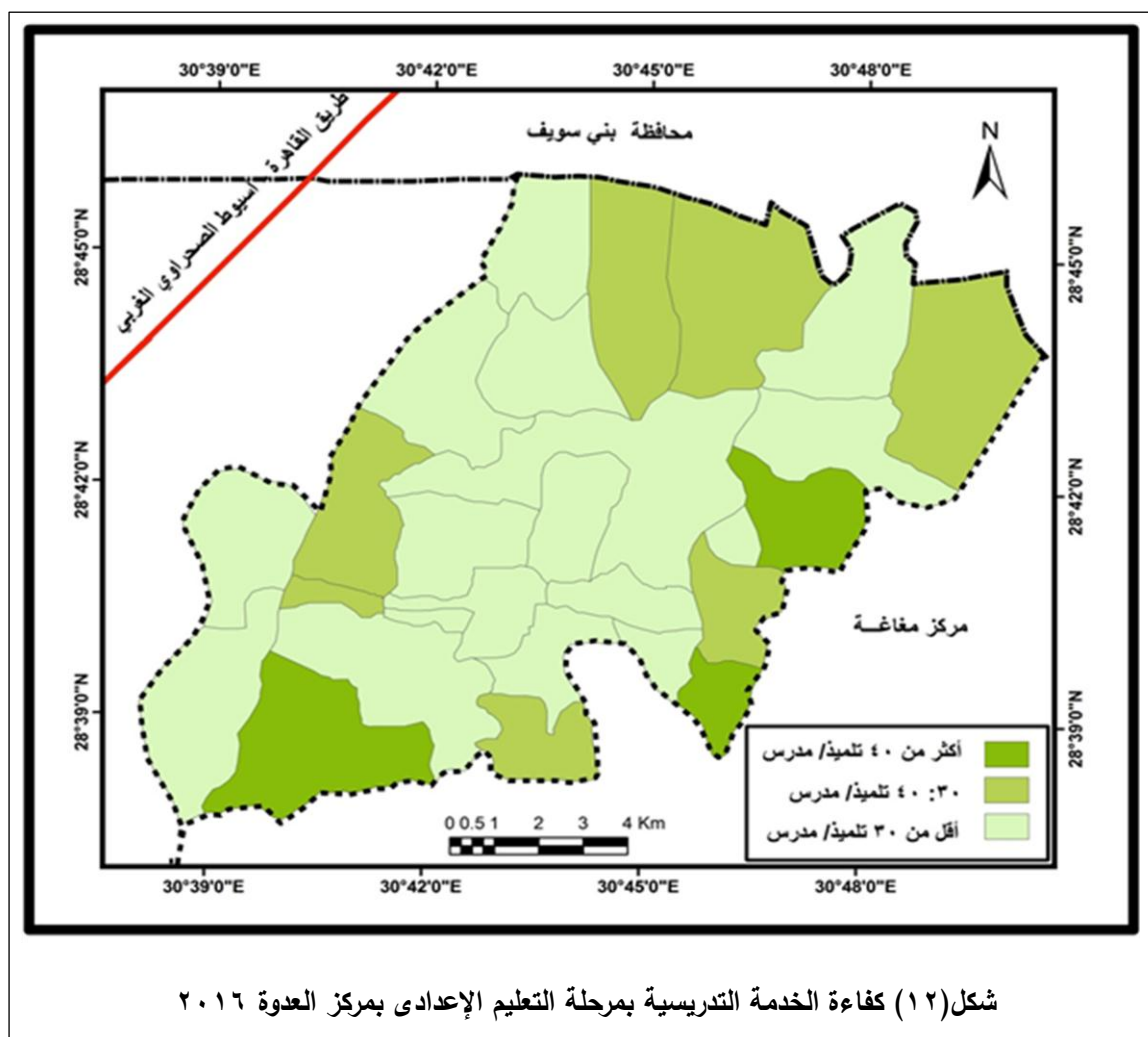 30°39'0"E 30°42'0"E 30°45'0"E 30°48'0"E
محافظة بني سويف
N
طريق القاهرة - اسيوط الصحراوي الغربي
28°45'0"N
28°45'0"N
28°42'0"N
28°42'0"N
مركز مغاغـــة
28°39'0"N
28°39'0"N
أكثر من ٤٠ تلميذ/ مدرس
٣٠: ٤٠ تلميذ/ مدرس
أقل من ٣٠ تلميذ/ مدرس
0 0.5 1 2 3 4 Km
30°39'0"E 30°42'0"E 30°45'0"E 30°48'0"E
شكل(١٢) كفاءة الخدمة التدريسية بمرحلة التعليم الإعدادى بمركز العدوة ٢٠١٦